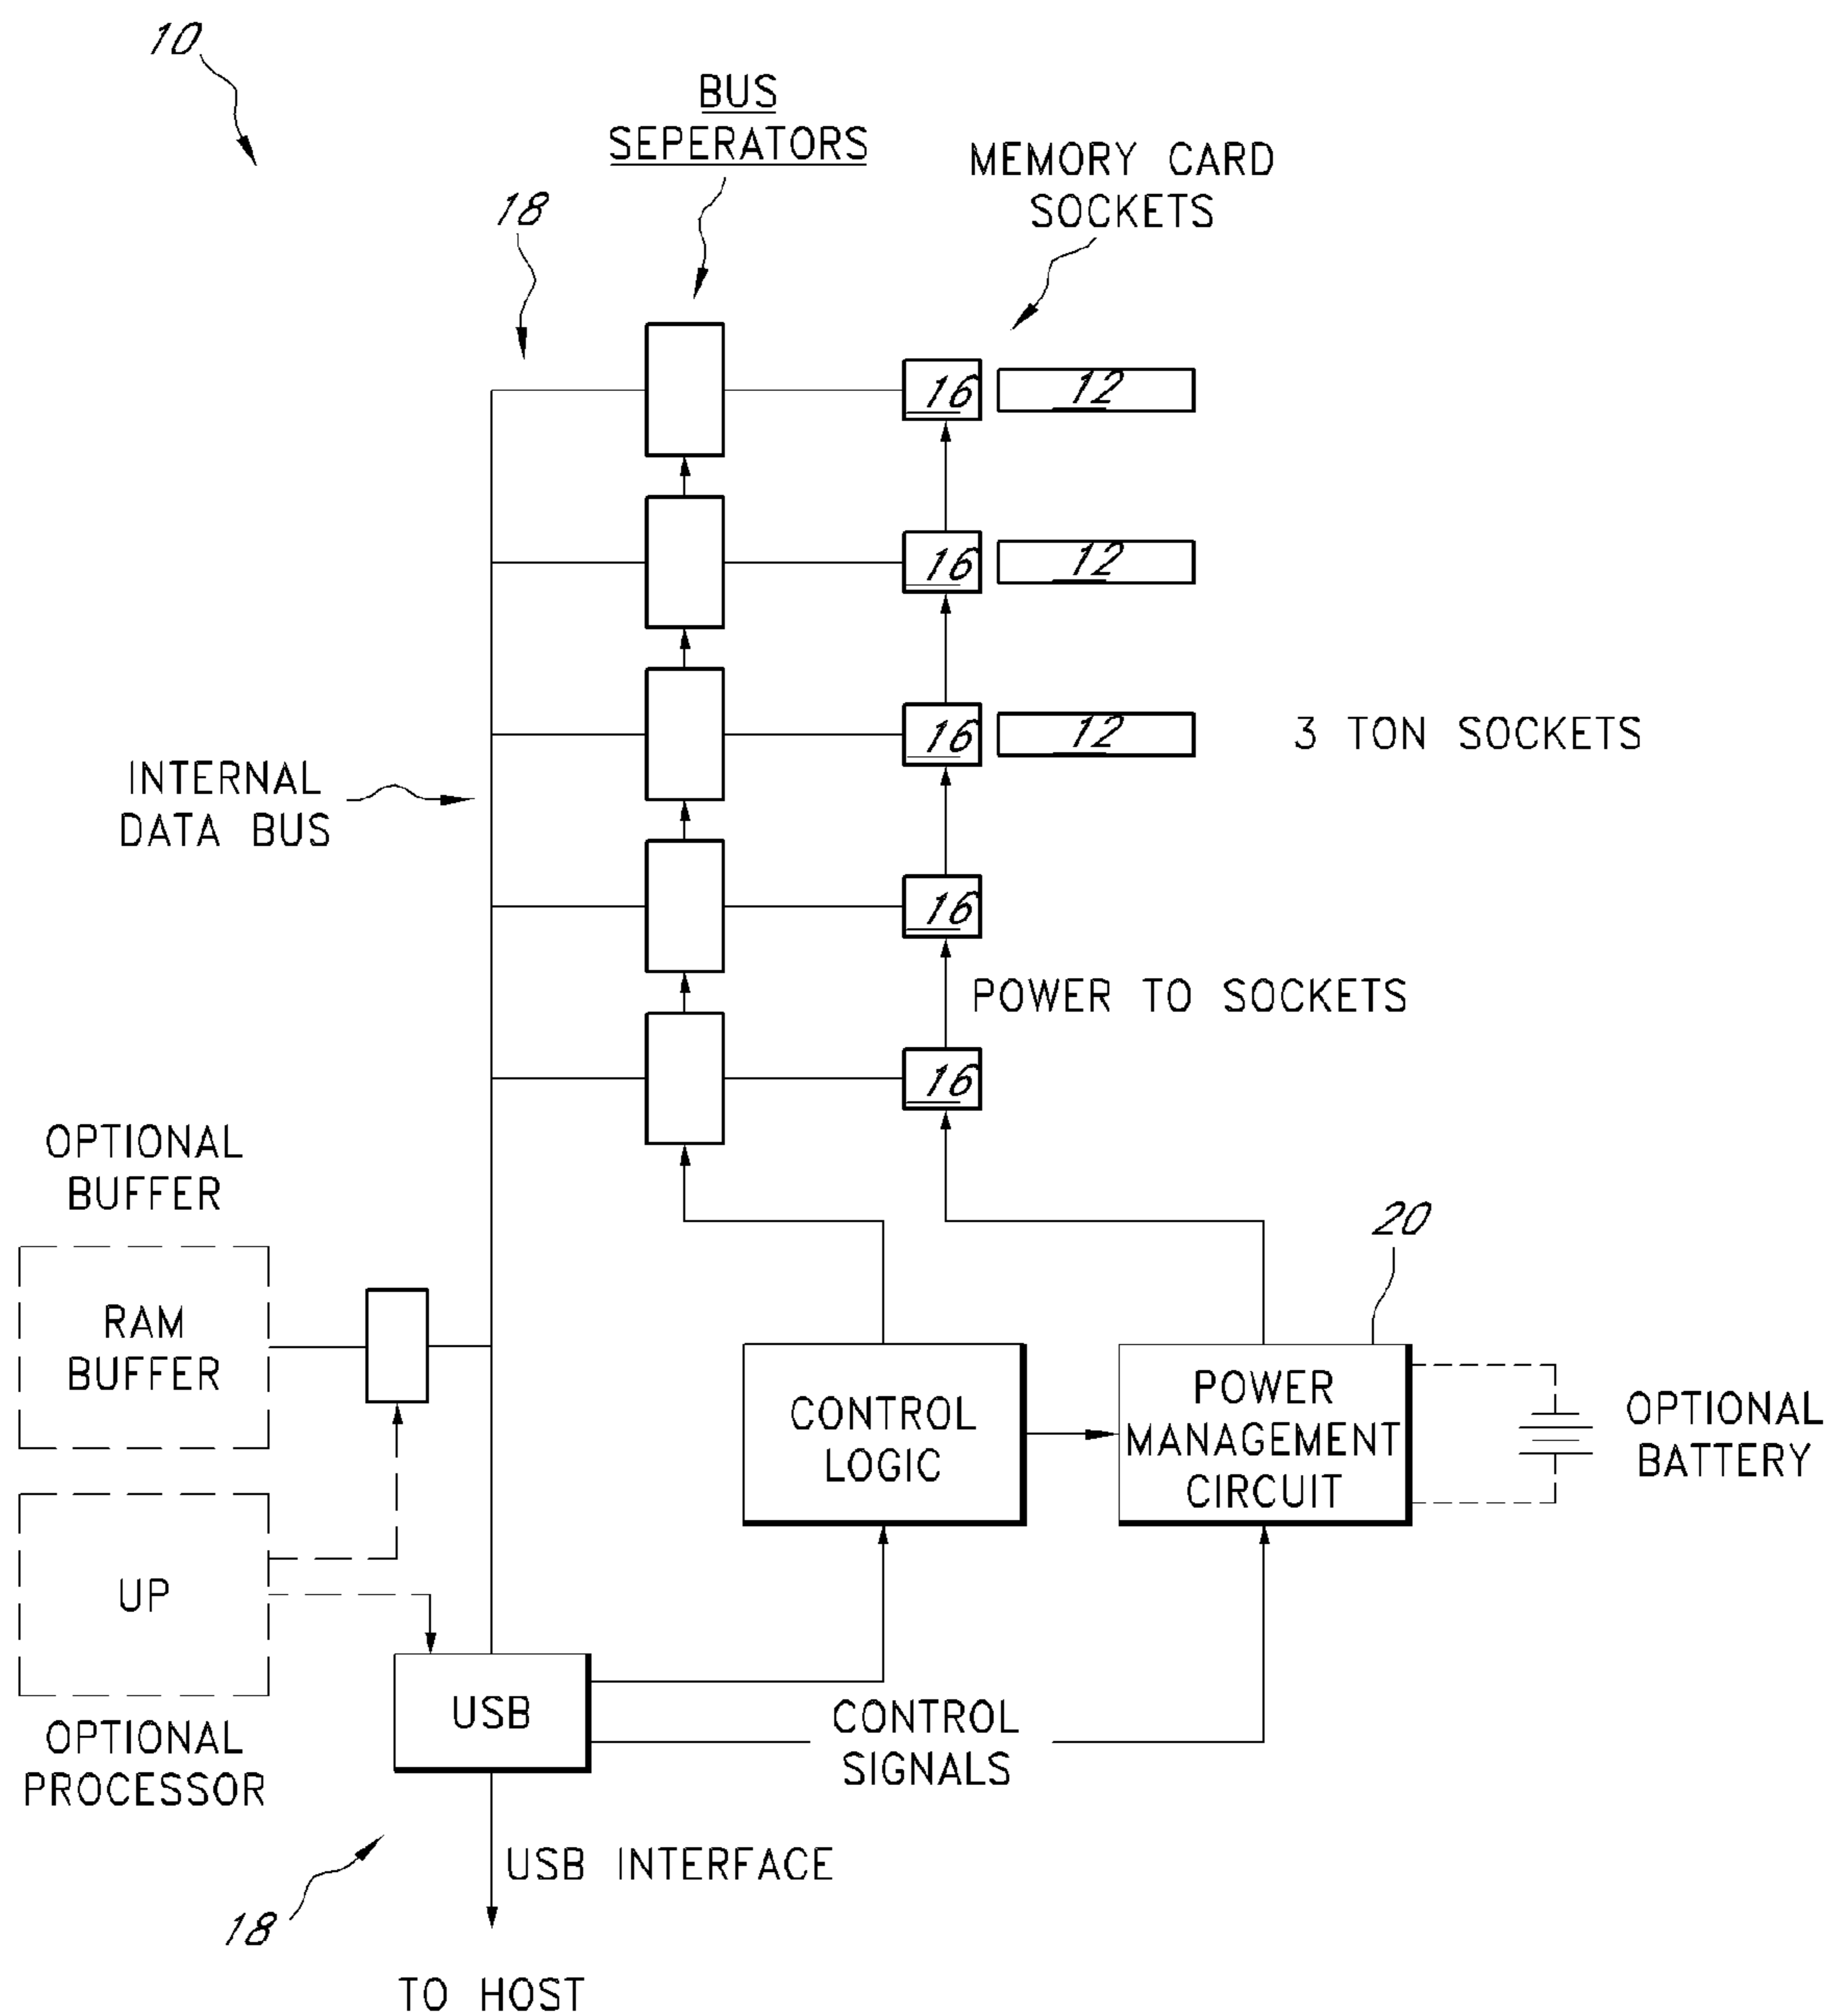 10
BUS
SEPERATORS
MEMORY CARD
SOCKETS
18
16
12
16
12
16
12
3 TON SOCKETS
INTERNAL
DATA BUS
16
POWER TO SOCKETS
16
OPTIONAL
BUFFER
20
RAM
BUFFER
CONTROL
LOGIC
POWER
MANAGEMENT
CIRCUIT
OPTIONAL
BATTERY
UP
USB
CONTROL
SIGNALS
OPTIONAL
PROCESSOR
USB INTERFACE
18
TO HOST